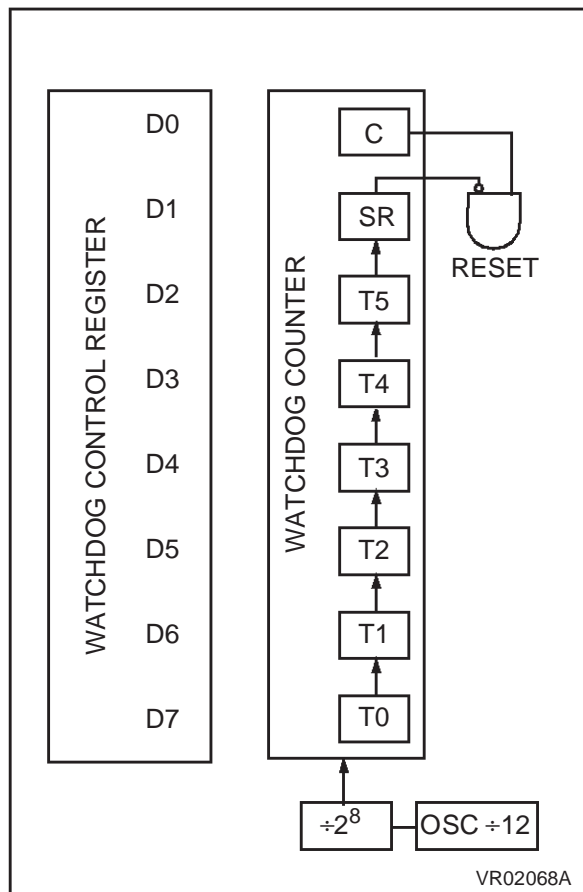 WATCHDOG CONTROL REGISTER
D0
D1
D2
D3
D4
D5
D6
D7
WATCHDOG COUNTER
C
SR
T5
T4
T3
T2
T1
T0
RESET
÷2⁸
OSC ÷12
VR02068A